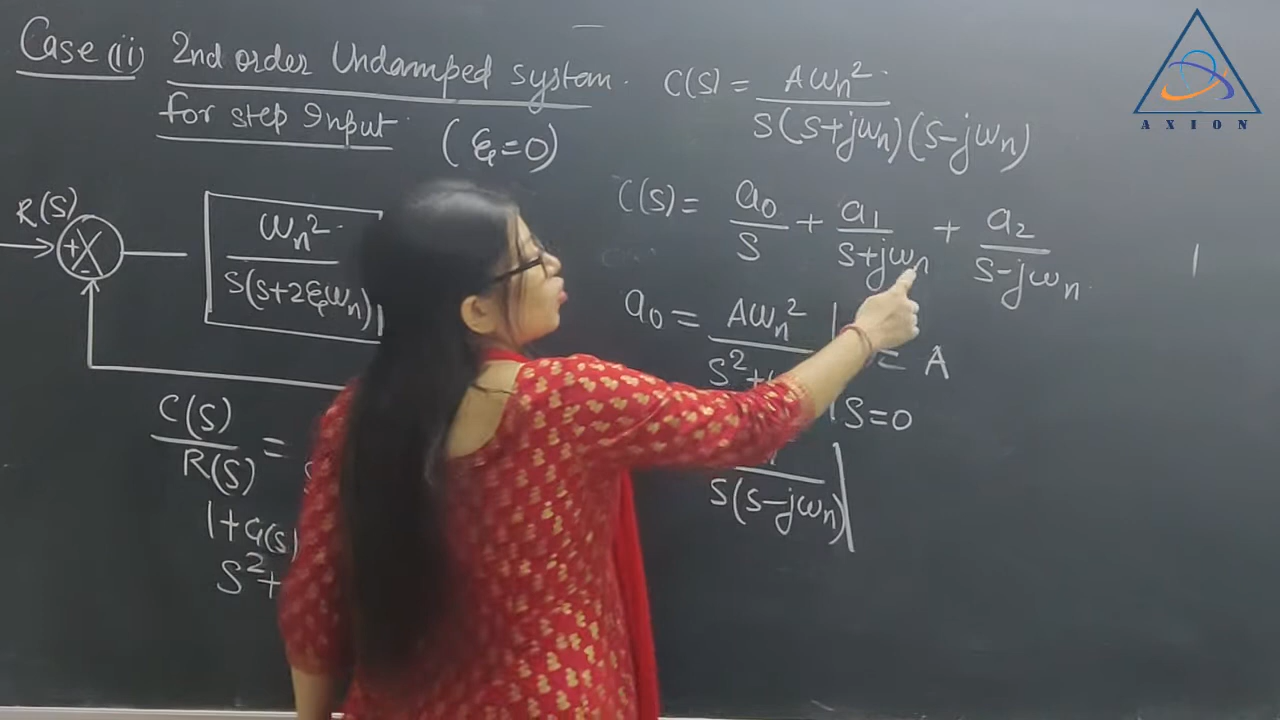 Case (ii) 2nd order Undamped system.
for step Input
(ξ=0)
R(S)
+
-
ωn²
S(S+2ξωn)
C(S)
R(S)
=
1+G(S)
S²+
C(S) = Aωn²
S(S+jωn)(S-jωn)
C(S) = a0/S + a1/S+jωn + a2/S-jωn
a0 = Aωn²
S²+
= A
S=0
S(S-jωn)
AXION